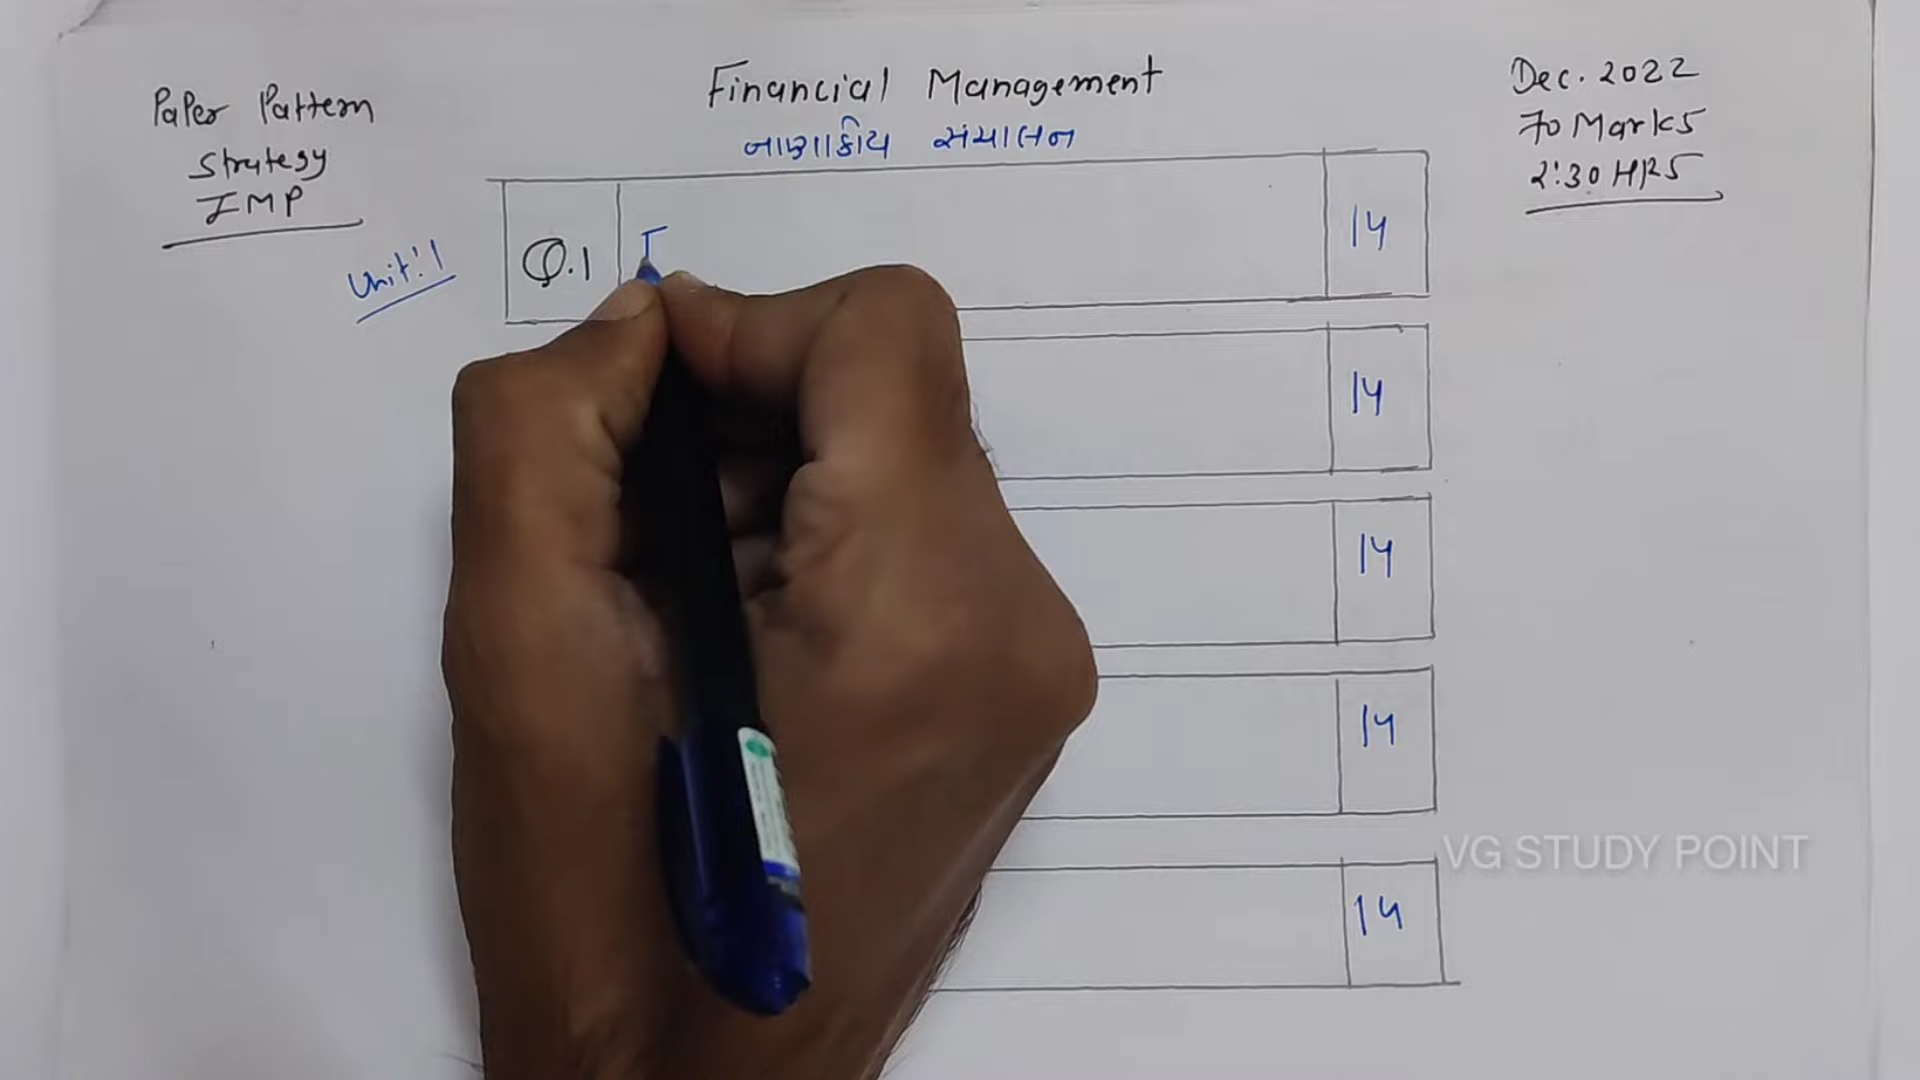 Paper Pattern
Strategy
IMP
Financial Management
નાણાકીય સંચાલન
Dec. 2022
70 Marks
2:30 HRS
Unit:1
Q.1
14
14
14
14
14
VG STUDY POINT